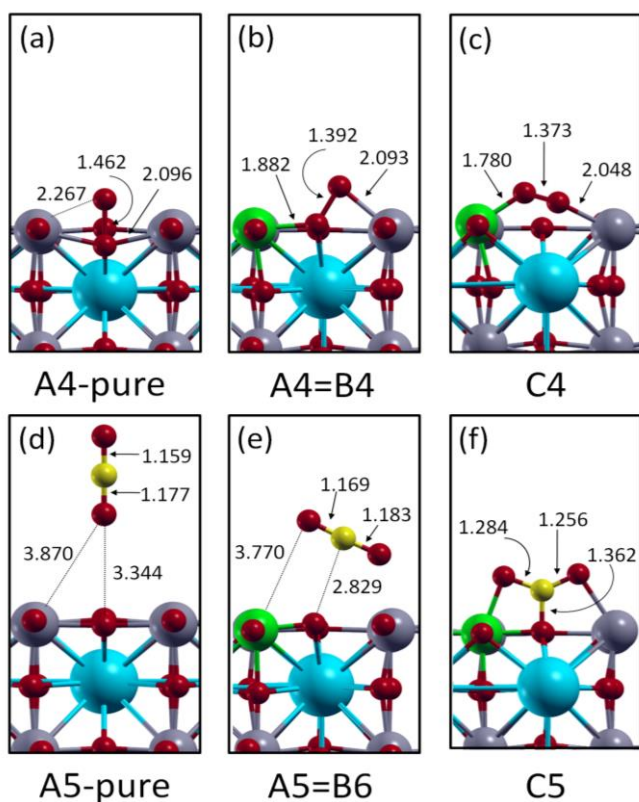 (a)
1.462
2.267
2.096
A4-pure
(b)
1.392
1.882
2.093
A4=B4
(c)
1.373
1.780
2.048
C4
(d)
1.159
1.177
3.870
3.344
A5-pure
(e)
1.169
1.183
3.770
2.829
A5=B6
(f)
1.256
1.284
1.362
C5